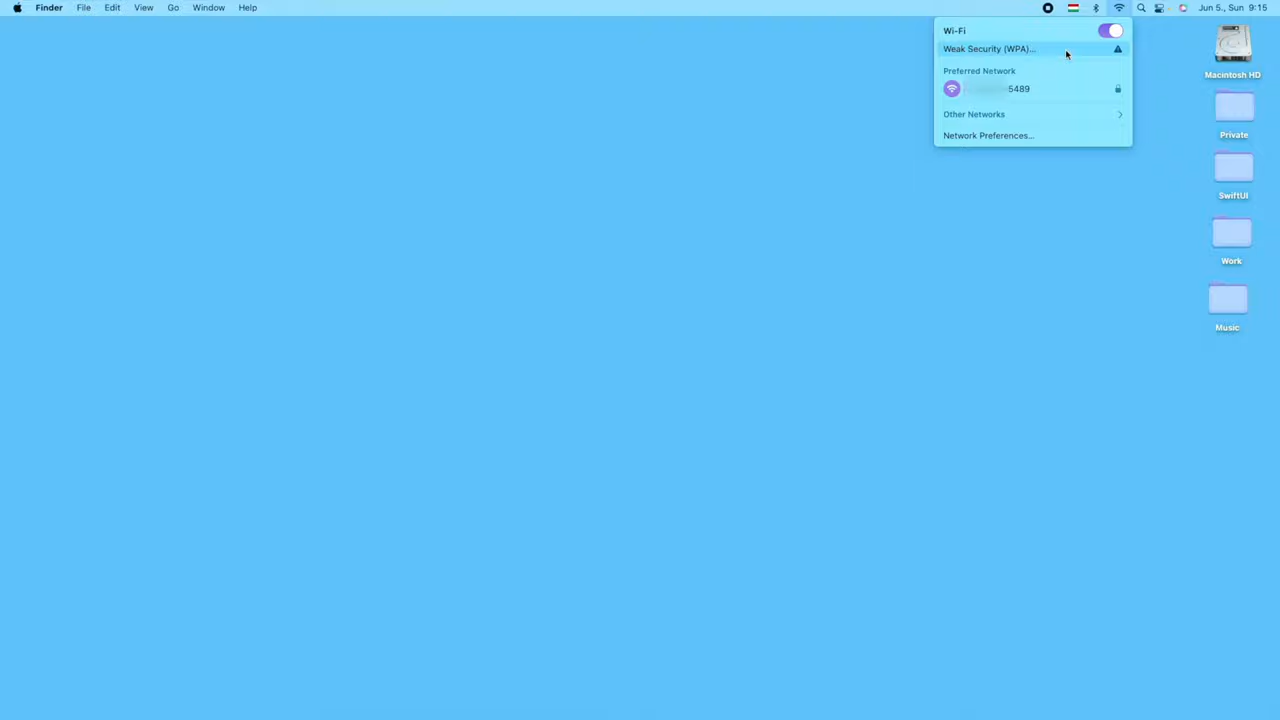 Finder File Edit View Go Window Help
Jun 5., Sun 9:15
Wi-Fi
Weak Security (WPA)...
Preferred Network
5489
Other Networks
Network Preferences...
Macintosh HD
Private
SwiftUI
Work
Music